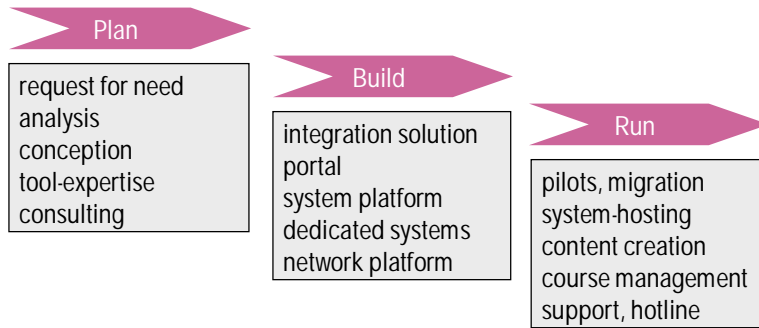 Plan
request for need
analysis
conception
tool-expertise
consulting
Build
integration solution
portal
system platform
dedicated systems
network platform
Run
pilots, migration
system-hosting
content creation
course management
support, hotline